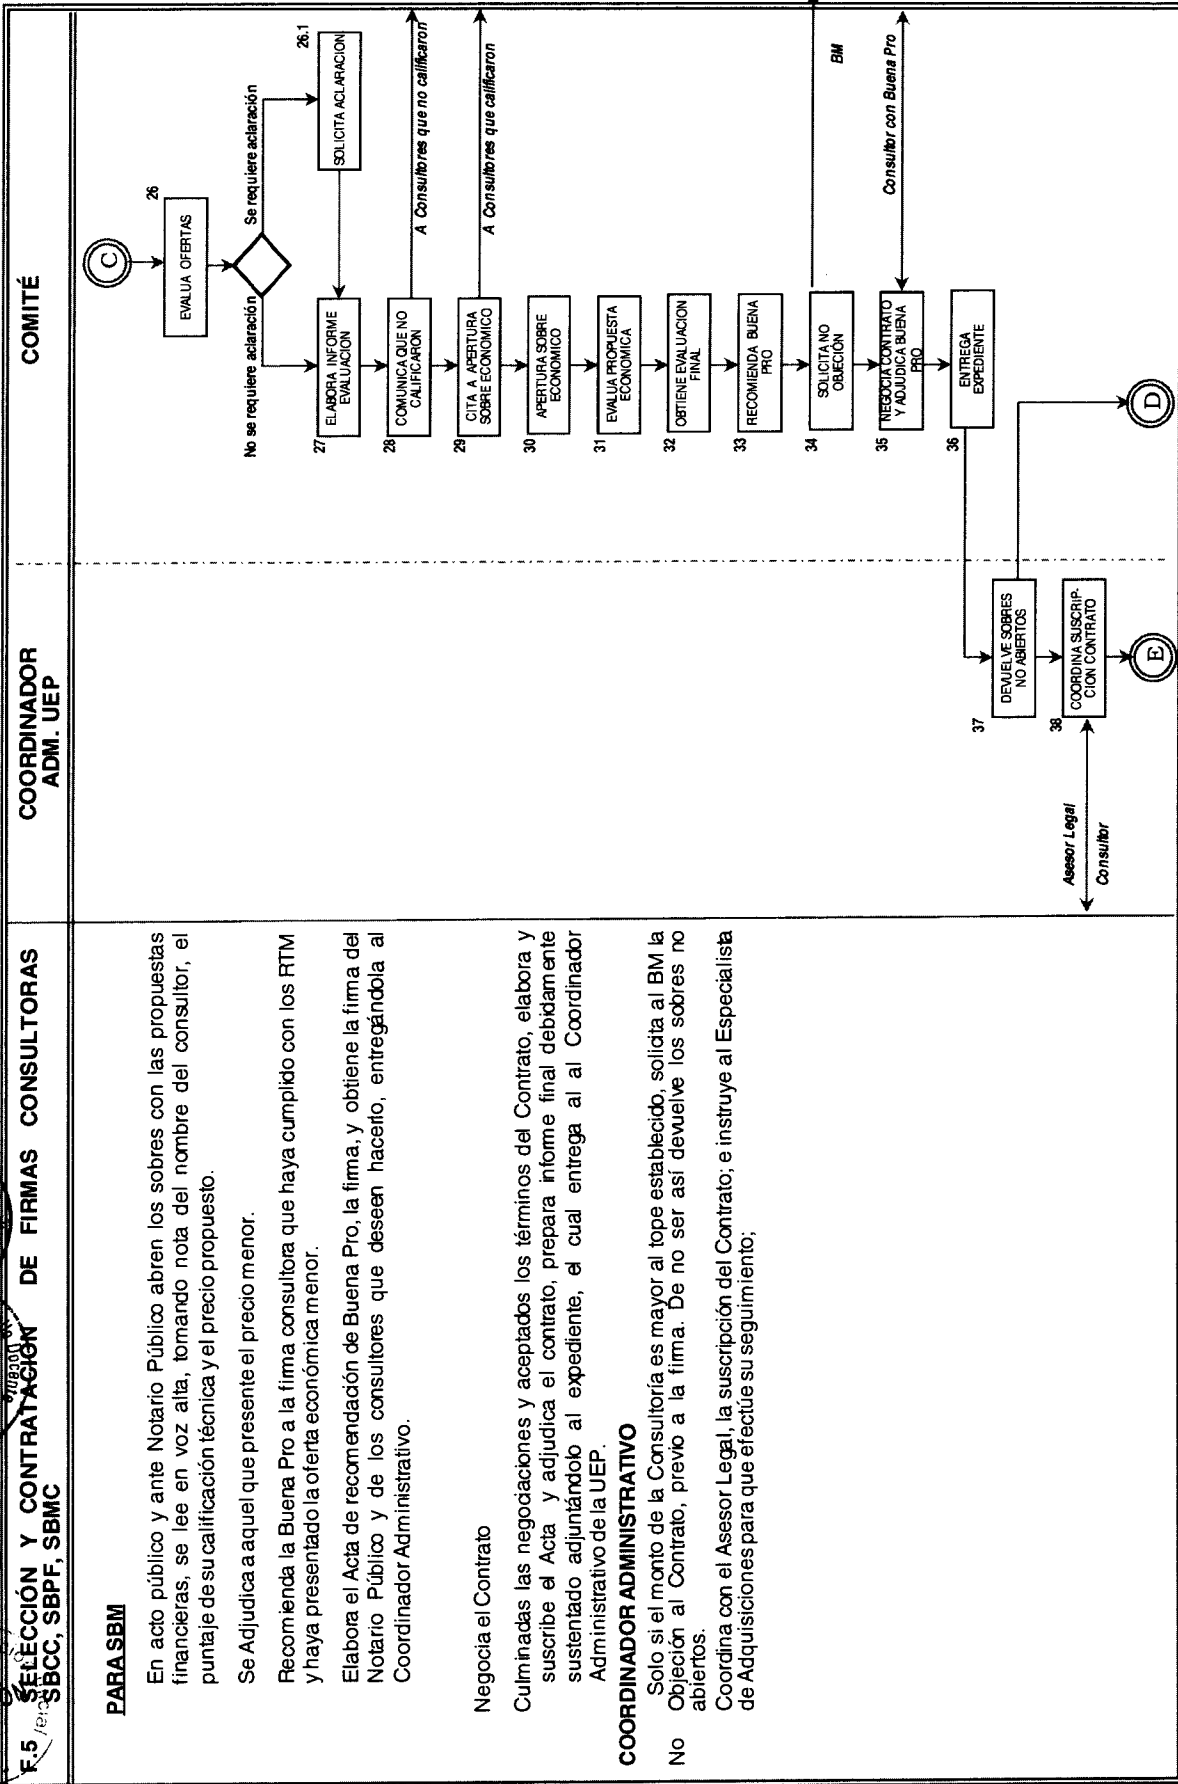 F.5 SELECCIÓN Y CONTRATACIÓN DE FIRMAS CONSULTORAS
SBCC, SBPF, SBMC
COORDINADOR
ADM. UEP
COMITÉ
PARA SBM
En acto público y ante Notario Público abren los sobres con las propuestas
financieras, se lee en voz alta, tomando nota del nombre del consultor, el
puntaje de su calificación técnica y el precio propuesto.
Se Adjudica a aquel que presente el precio menor.
Recomienda la Buena Pro a la firma consultora que haya cumplido con los RTM
y haya presentado la oferta económica menor.
Elabora el Acta de recomendación de Buena Pro, la firma, y obtiene la firma del
Notario Público y de los consultores que deseen hacerlo, entregándola al
Coordinador Administrativo.
Negocia el Contrato
Culminadas las negociaciones y aceptados los términos del Contrato, elabora y
suscribe el Acta y adjudica el contrato, prepara informe final debidamente
sustentado adjuntándolo al expediente, el cual entrega al al Coordinador
Administrativo de la UEP.
COORDINADOR ADMINISTRATIVO
Solo si el monto de la Consultoría es mayor al tope establecido, solicita al BM la
No Objeción al Contrato, previo a la firma. De no ser así devuelve los sobres no
abiertos.
Coordina con el Asesor Legal, la suscripción del Contrato; e instruye al Especialista
de Adquisiciones para que efectúe su seguimiento;
C
26
EVALUA OFERTAS
No se requiere aclaración
Se requiere aclaración
26.1
SOLICITA ACLARACION
27
ELABORA INFORME
EVALUACION
28
COMUNICA QUE NO
CALIFICARON
A Consultores que no calificaron
29
CITA A APERTURA
SOBRE ECONOMICO
A Consultores que calificaron
30
APERTURA SOBRE
ECONOMICO
31
EVALUA PROPUESTA
ECONOMICA
32
OBTIENE EVALUACION
FINAL
33
RECOMIENDA BUENA
PRO
34
SOLICITA NO
OBJECIÓN
BM
35
NEGOCIA CONTRATO
Y ADJUDICA BUENA
PRO
Consultor con Buena Pro
36
ENTREGA
EXPEDIENTE
37
DEVUELVE SOBRES
NO ABIERTOS
38
COORDINA SUSCRIP-
CION CONTRATO
Asesor Legal
Consultor
D
E